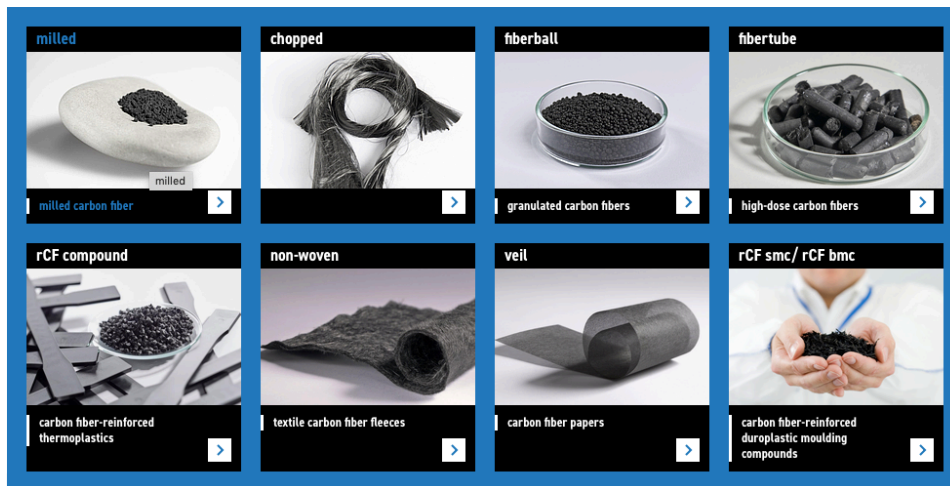 milled
chopped
fiberball
fibertube
milled
milled carbon fiber
granulated carbon fibers
high-dose carbon fibers
rCF compound
non-woven
veil
rCF smc/ rCF bmc
carbon fiber-reinforced
thermoplastics
textile carbon fiber fleeces
carbon fiber papers
carbon fiber-reinforced
duroplastic moulding
compounds